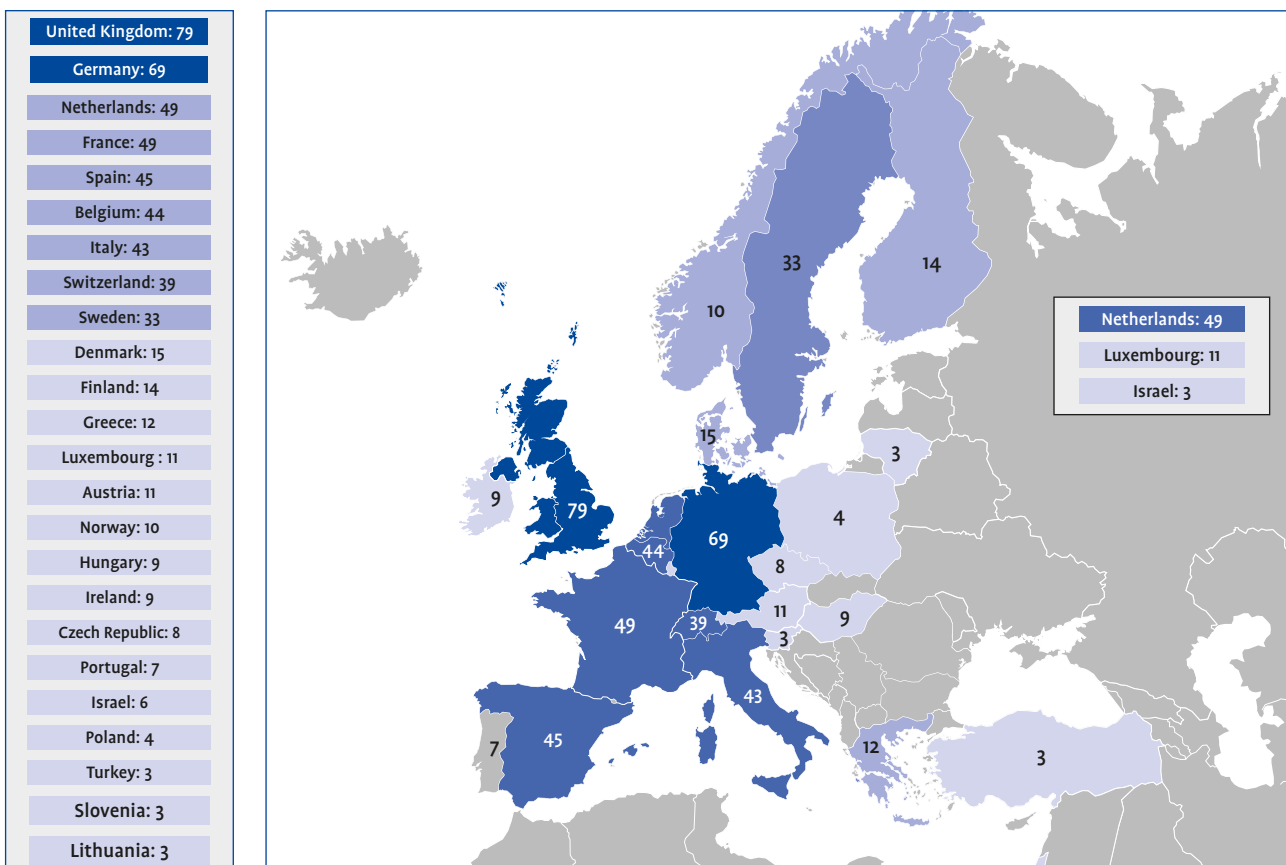 United Kingdom: 79
Germany: 69
Netherlands: 49
France: 49
Spain: 45
Belgium: 44
Italy: 43
Switzerland: 39
Sweden: 33
Denmark: 15
Finland: 14
Greece: 12
Luxembourg : 11
Austria: 11
Norway: 10
Hungary: 9
Ireland: 9
Czech Republic: 8
Portugal: 7
Israel: 6
Poland: 4
Turkey: 3
Slovenia: 3
Lithuania: 3
33
14
10
Netherlands: 49
Luxembourg: 11
Israel: 3
15
3
9
79
4
69
44
8
11
9
49
39
3
43
45
7
12
3